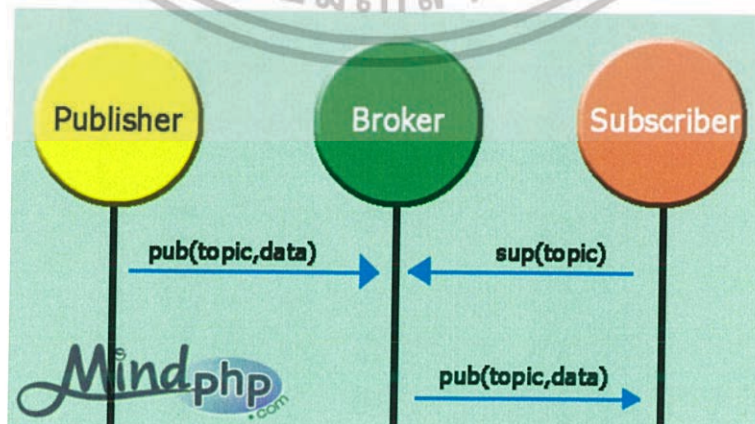 Publisher
Broker
Subscriber
pub(topic,data)
sup(topic)
pub(topic,data)
Mindphp
.com